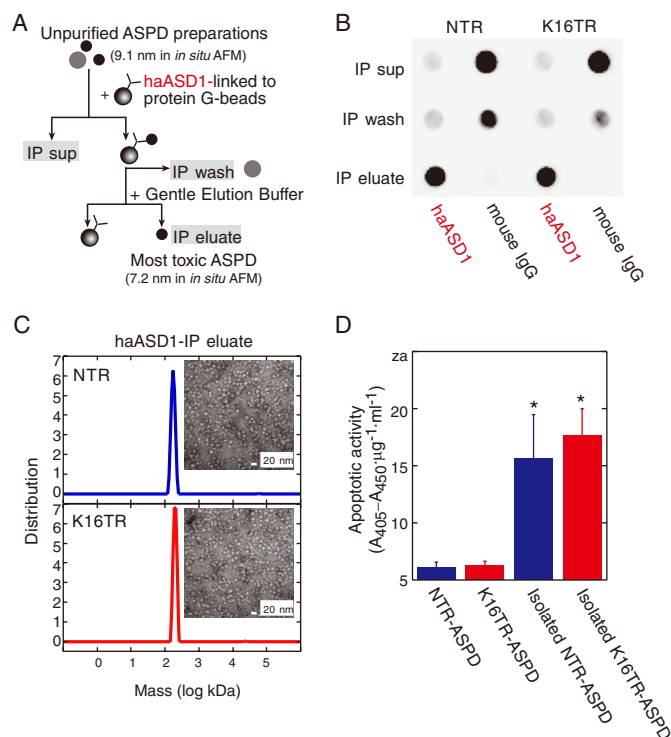 A
Unpurified ASPD preparations
(9.1 nm in in situ AFM)
+
haASD1-linked to
protein G-beads
IP sup
IP wash
+ Gentle Elution Buffer
IP eluate
Most toxic ASPD
(7.2 nm in in situ AFM)
B
NTR K16TR
IP sup
IP wash
IP eluate
haASD1
mouse IgG
haASD1
mouse IgG
C
haASD1-IP eluate
Distribution
7
6
5
4
3
2
1
0
NTR
20 nm
7
6
5
4
3
2
1
0
K16TR
20 nm
0 1 2 3 4 5
Mass (log kDa)
D
za
Apoptotic activity
(A405–A450·μg-1·ml-1)
20
15
10
5
* *
NTR-ASPD
K16TR-ASPD
Isolated NTR-ASPD
Isolated K16TR-ASPD